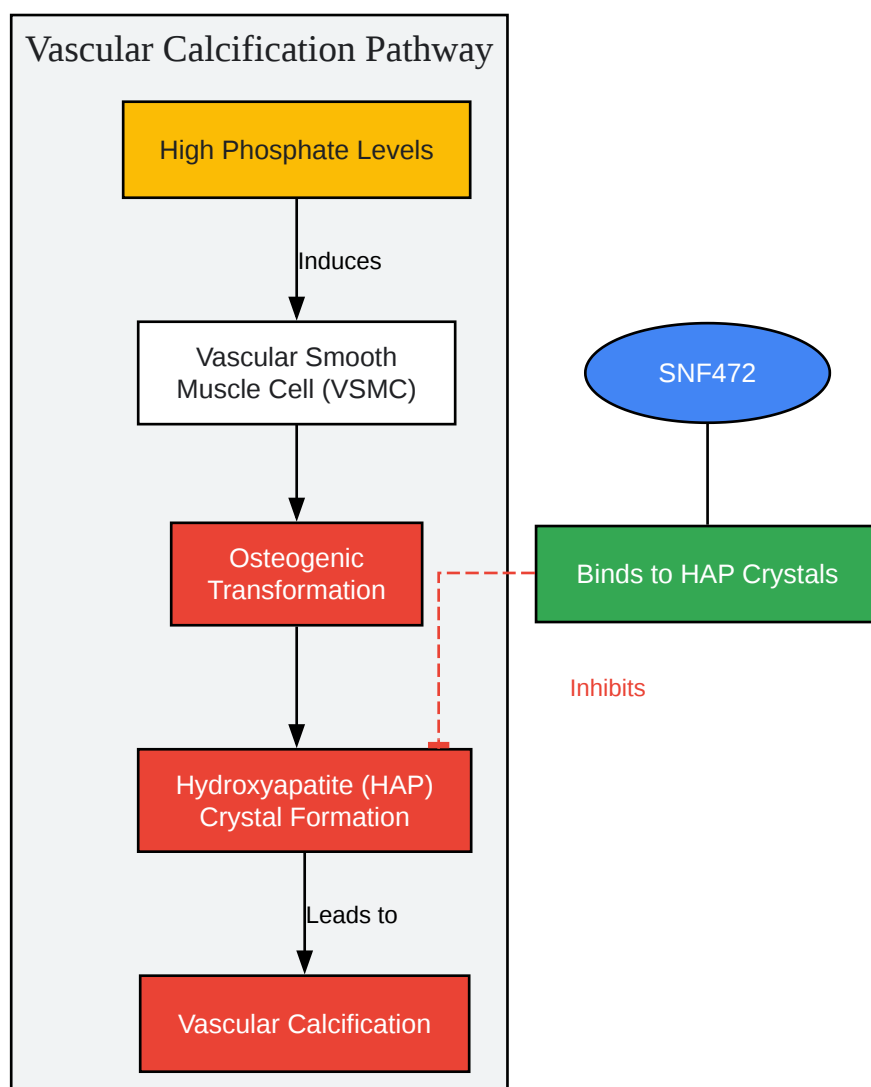 Vascular Calcification Pathway
High Phosphate Levels
Induces
Vascular Smooth
Muscle Cell (VSMC)
SNF472
Osteogenic
Transformation
Binds to HAP Crystals
Inhibits
Hydroxyapatite (HAP)
Crystal Formation
Leads to
Vascular Calcification